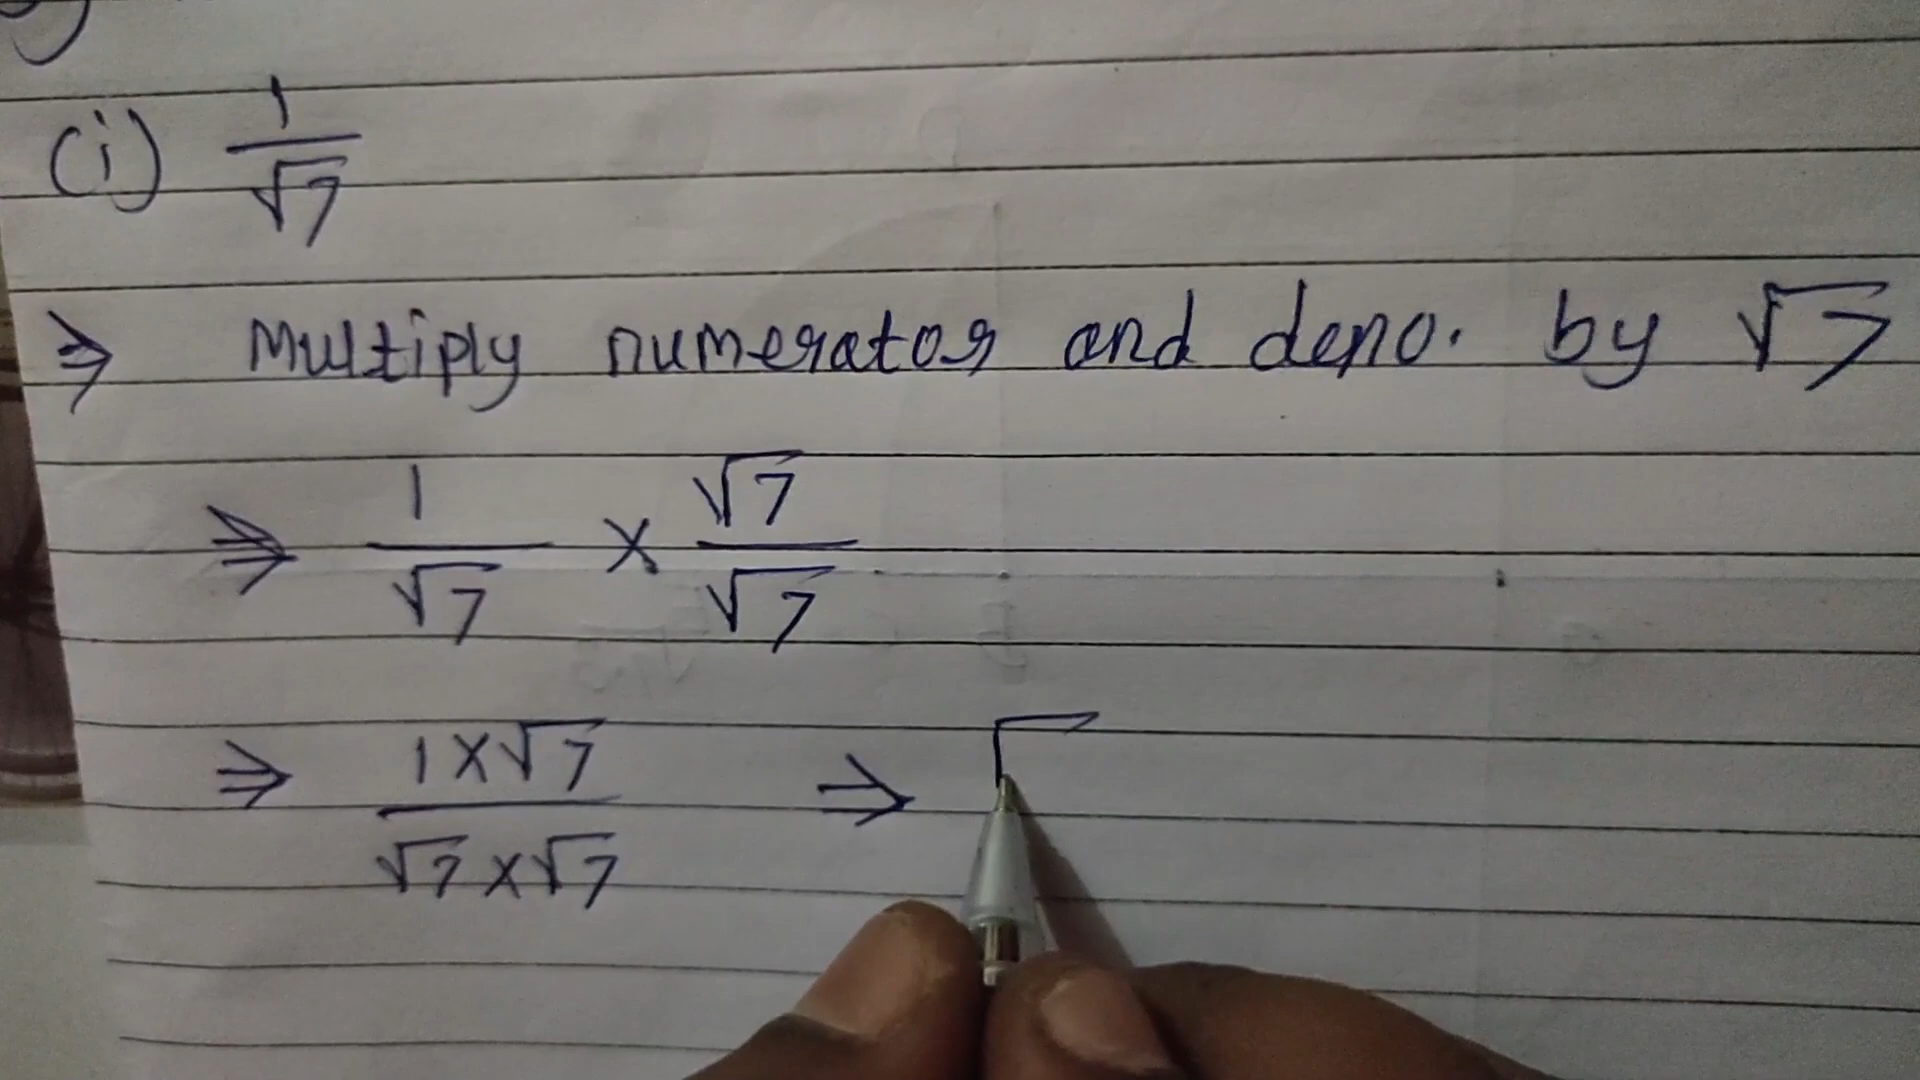 (i) 1/√7
⇒ Multiply numerator and deno. by √7
⇒ 1/√7 × √7/√7
⇒ 1×√7/√7×√7 ⇒ √